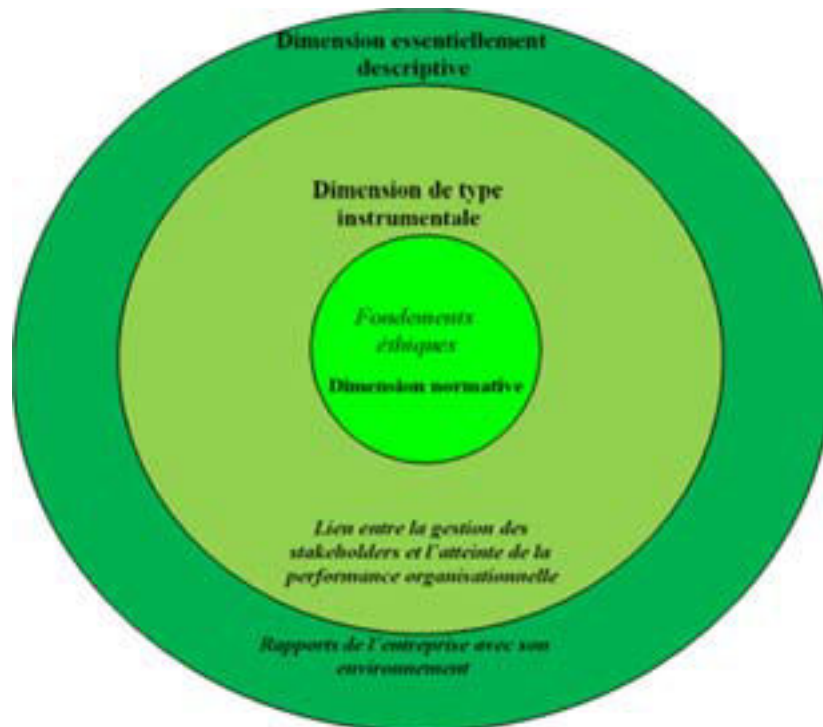 Dimension essentiellement
descriptive
Dimension de type
instrumentale
Fondements
éthiques
Dimension normative
Lien entre la gestion des
stakeholders et l'atteinte de la
performance organisationnelle
Rapports de l'entreprise avec son
environnement